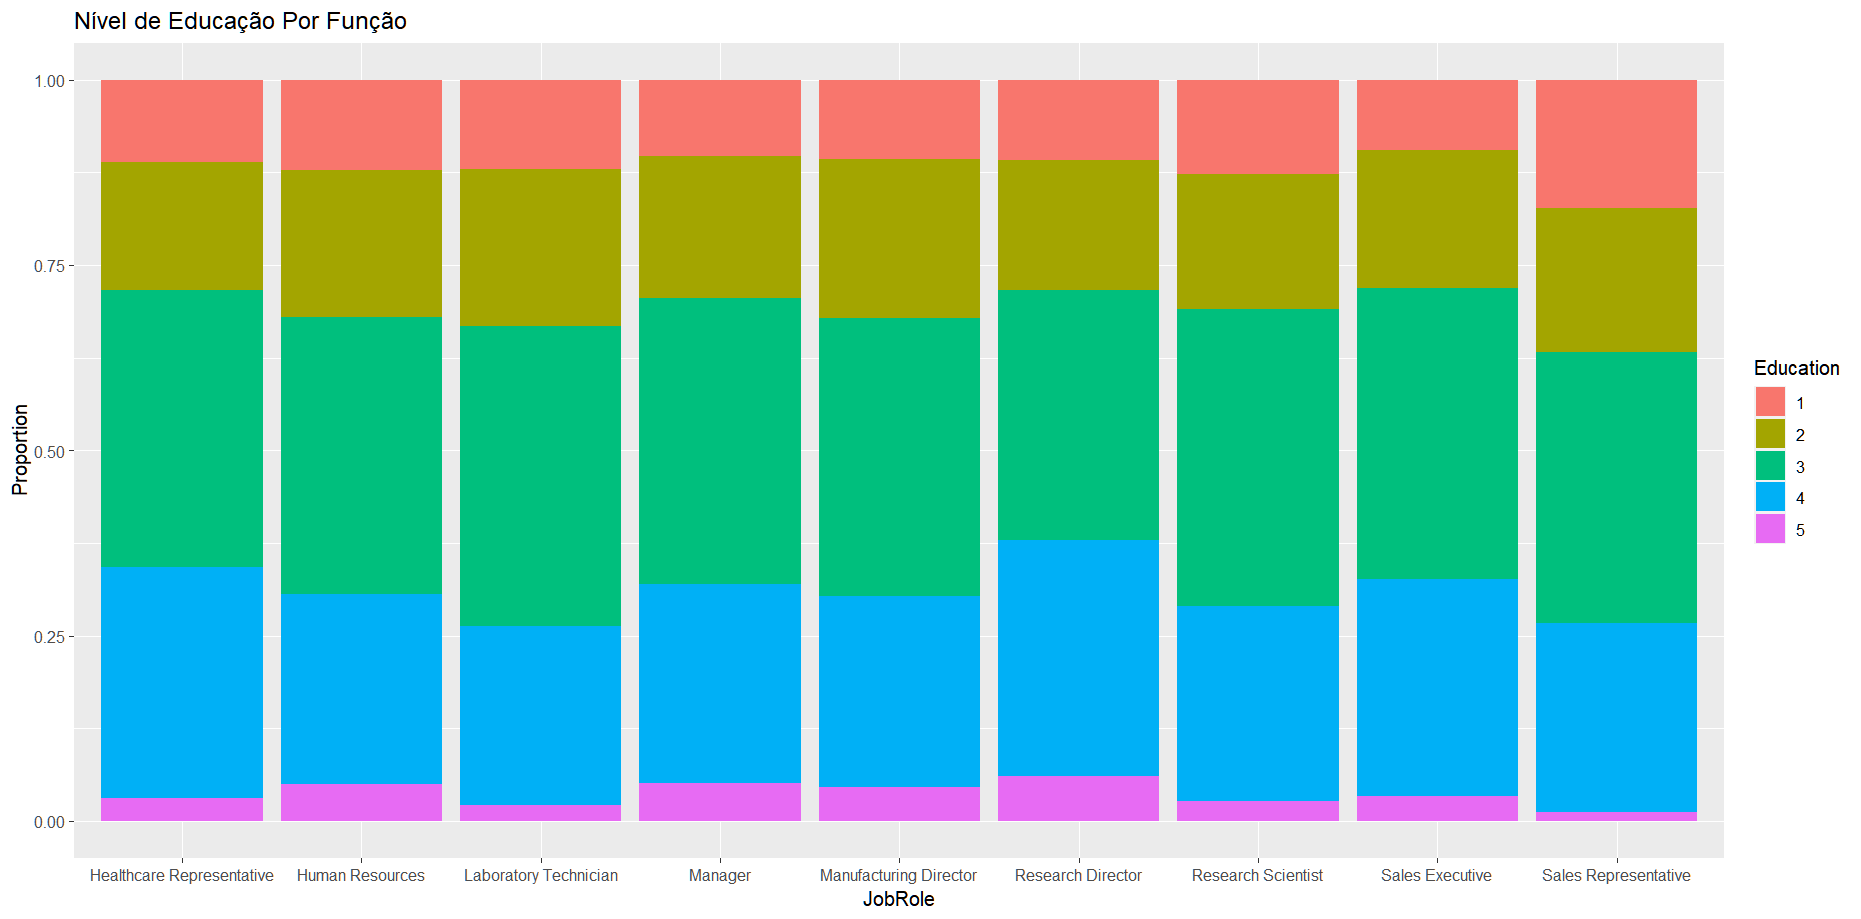 Nível de Educação Por Função
Proportion
1.00
0.75
0.50
0.25
0.00
Healthcare Representative
Human Resources
Laboratory Technician
Manager
Manufacturing Director
Research Director
Research Scientist
Sales Executive
Sales Representative
JobRole
Education
1
2
3
4
5